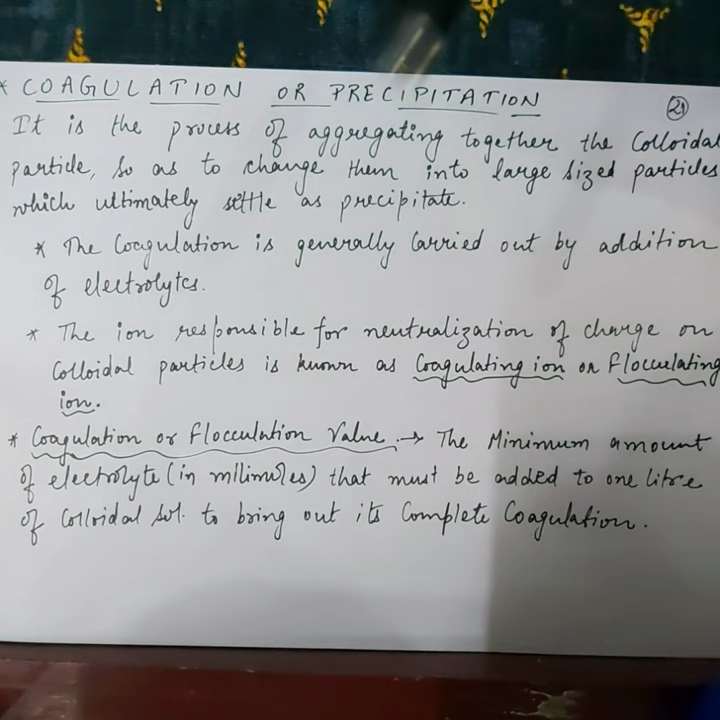 * COAGULATION OR PRECIPITATION 21
It is the process of aggregating together the Colloidal
particle, so as to change them into large sized particles
which ultimately settle as precipitate.
* The Coagulation is generally Carried out by addition
of electrolytes.
* The ion responsible for neutralization of charge on
Colloidal particles is known as Coagulating ion or Flocculating
ion.
* Coagulation or Flocculation Value. → The Minimum amount
of electrolyte (in milimoles) that must be added to one litre
of Colloidal sol. to bring out its Complete Coagulation.